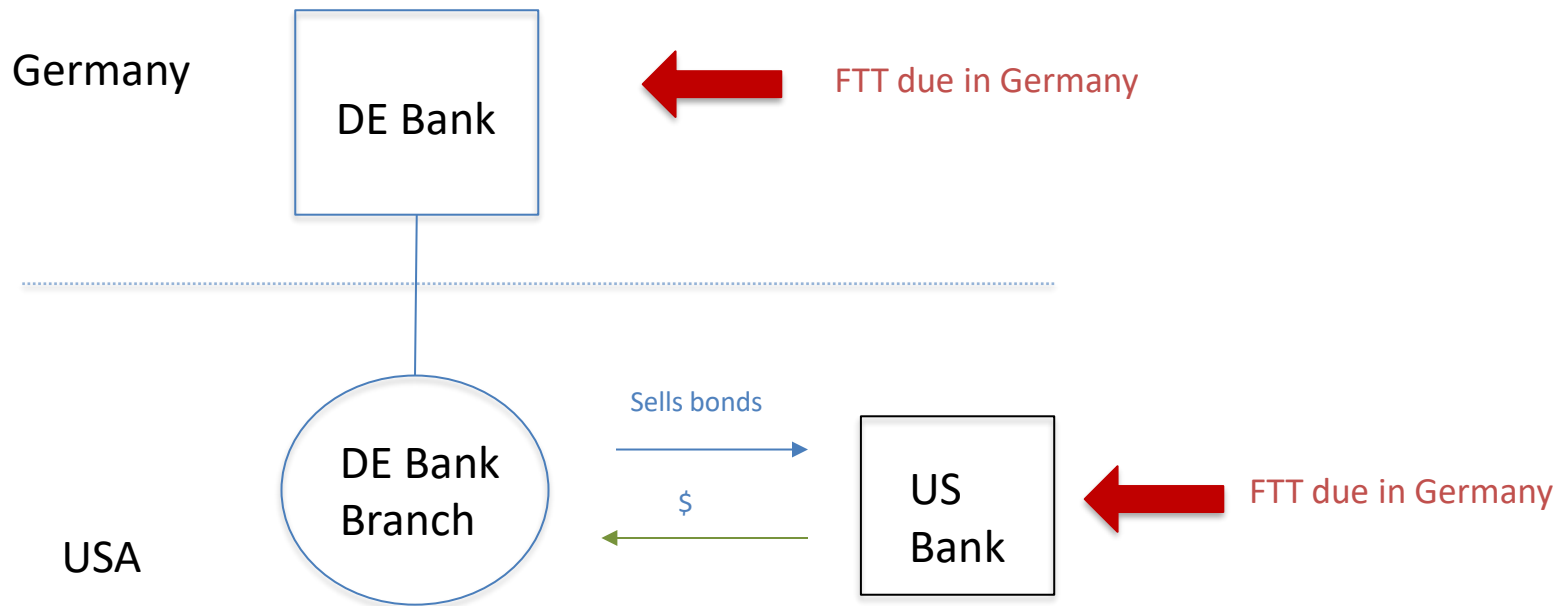 Germany
DE Bank
FTT due in Germany
Sells bonds
DE Bank
Branch
$
US
Bank
FTT due in Germany
USA